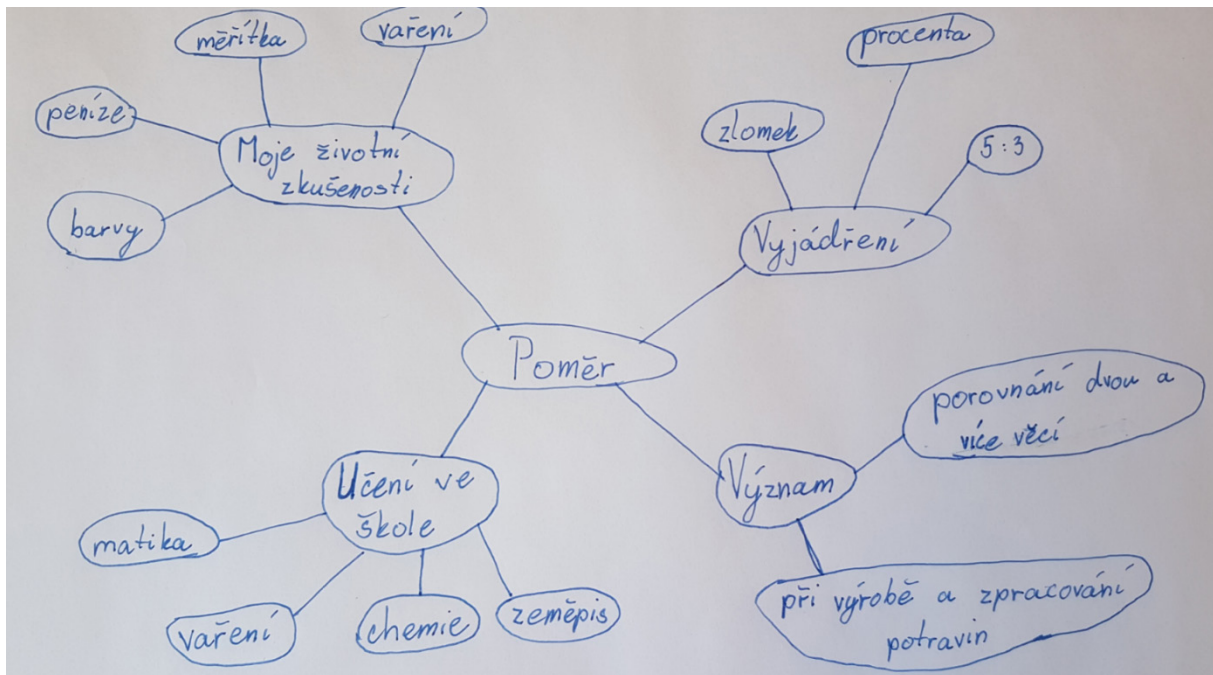 měřítka
vaření
peníze
barvy
Moje životní
zkušenosti
procenta
zlomek
5:3
Vyjádření
Poměr
Učení ve
škole
matika
vaření
chemie
zeměpis
Význam
porovnání dvou a
více věcí
při výrobě a zpracování
potravin